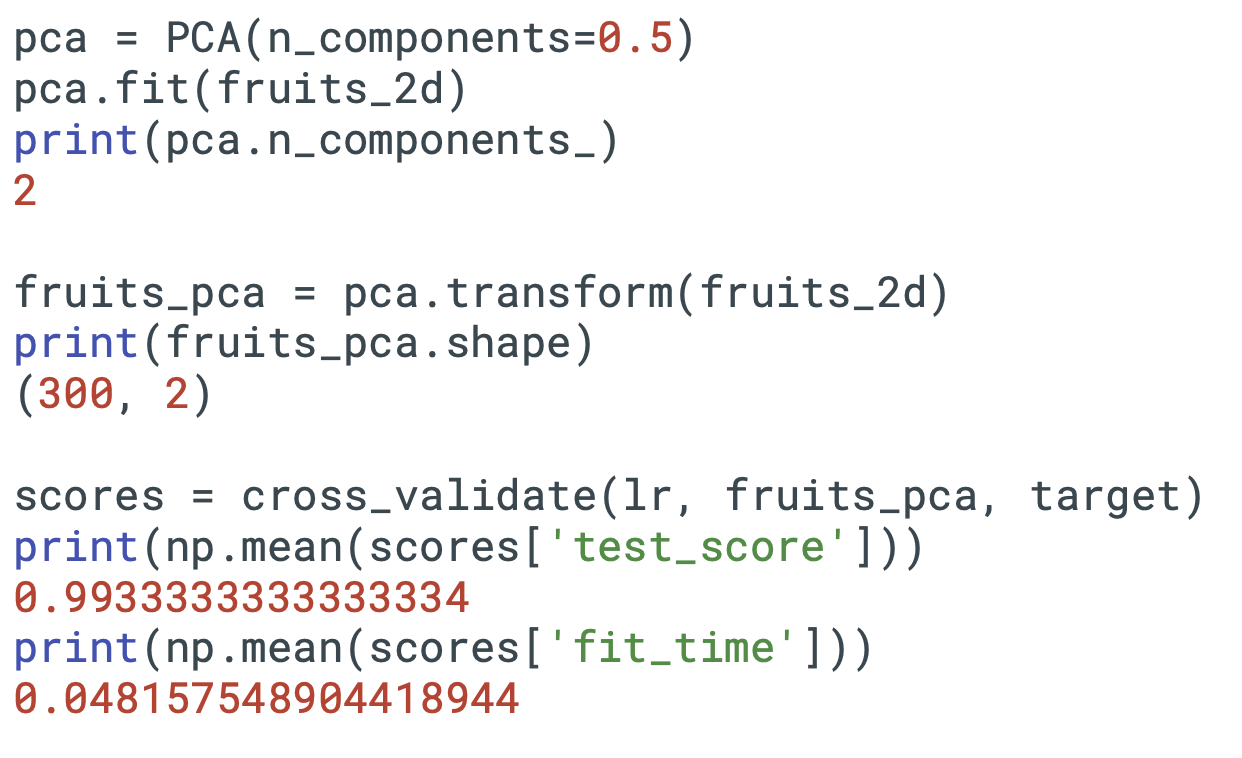 pca = PCA(n_components=0.5)
pca.fit(fruits_2d)
print(pca.n_components_)
2
fruits_pca = pca.transform(fruits_2d)
print(fruits_pca.shape)
(300, 2)
scores = cross_validate(lr, fruits_pca, target)
print(np.mean(scores['test_score']))
0.9933333333333334
print(np.mean(scores['fit_time']))
0.048157548904418944